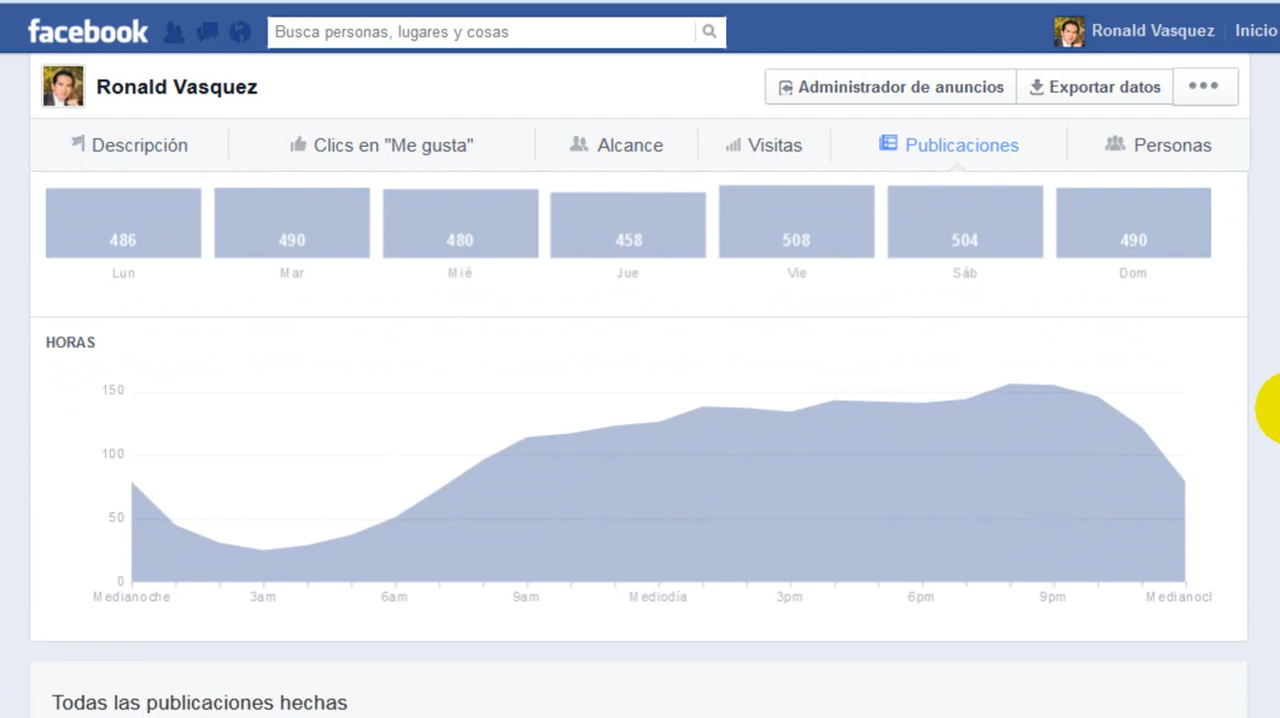 facebook
Busca personas, lugares y cosas
Ronald Vasquez
Inicio
Ronald Vasquez
Administrador de anuncios
Exportar datos
Descripción
Clics en "Me gusta"
Alcance
Visitas
Publicaciones
Personas
486 490 480 458 508 504 490
Lun Mar Mié Jue Vie Sáb Dom
HORAS
150
100
50
0
Medianoche 3am 6am 9am Mediodía 3pm 6pm 9pm Medianocl
Todas las publicaciones hechas